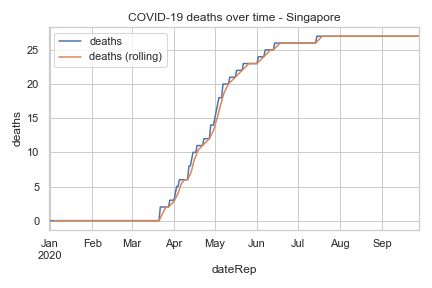 COVID-19 deaths over time - Singapore
deaths
deaths (rolling)
deaths
25
20
15
10
5
0
Jan Feb Mar Apr May Jun Jul Aug Sep
2020
dateRep